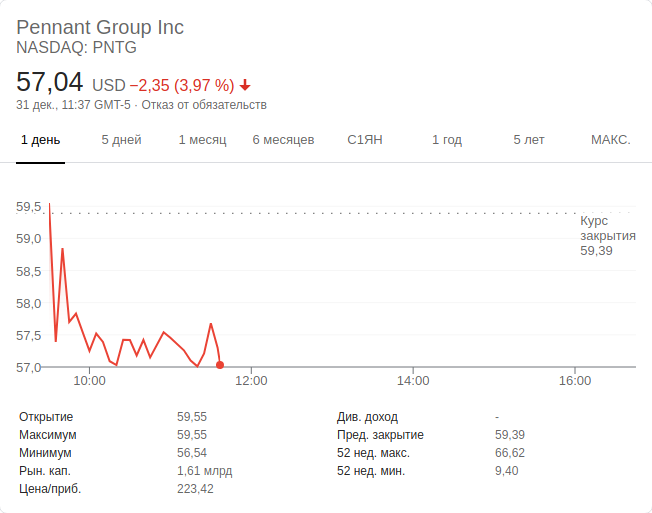 Pennant Group Inc
NASDAQ: PNTG
57,04 USD −2,35 (3,97 %)
31 дек., 11:37 GMT-5 · Отказ от обязательств
1 день 5 дней 1 месяц 6 месяцев С1ЯН 1 год 5 лет МАКС.
59,5
Курс
59,0
закрытия
59,39
58,5
58,0
57,5
57,0
10:00 12:00 14:00 16:00
Открытие 59,55 Див. доход -
Максимум 59,55 Пред. закрытие 59,39
Минимум 56,54 52 нед. макс. 66,62
Рын. кап. 1,61 млрд 52 нед. мин. 9,40
Цена/приб. 223,42